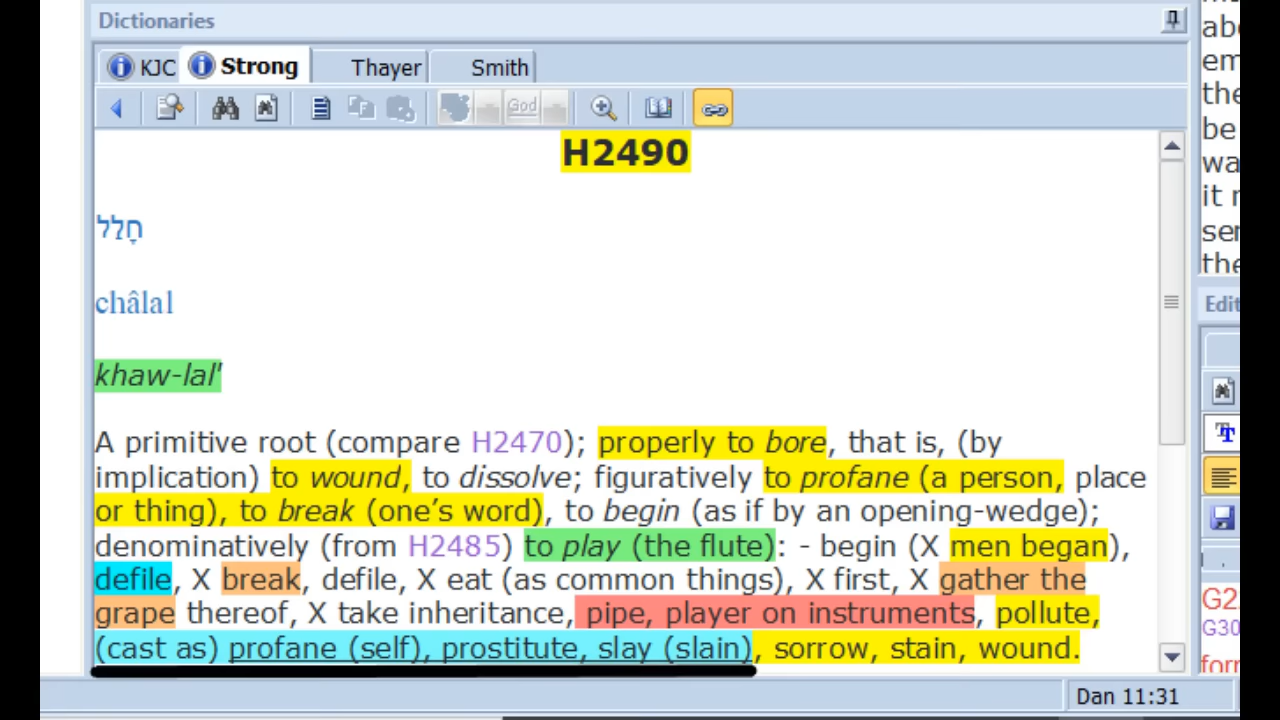 Dictionaries
KJC Strong Thayer Smith
God
H2490
חָלַל
châlal
khaw-lal'
A primitive root (compare H2470); properly to bore, that is, (by
implication) to wound, to dissolve; figuratively to profane (a person, place
or thing), to break (one’s word), to begin (as if by an opening-wedge);
denominatively (from H2485) to play (the flute): - begin (X men began),
defile, X break, defile, X eat (as common things), X first, X gather the
grape thereof, X take inheritance, pipe, player on instruments, pollute,
(cast as) profane (self), prostitute, slay (slain), sorrow, stain, wound.
Dan 11:31
be
it
the
Edit